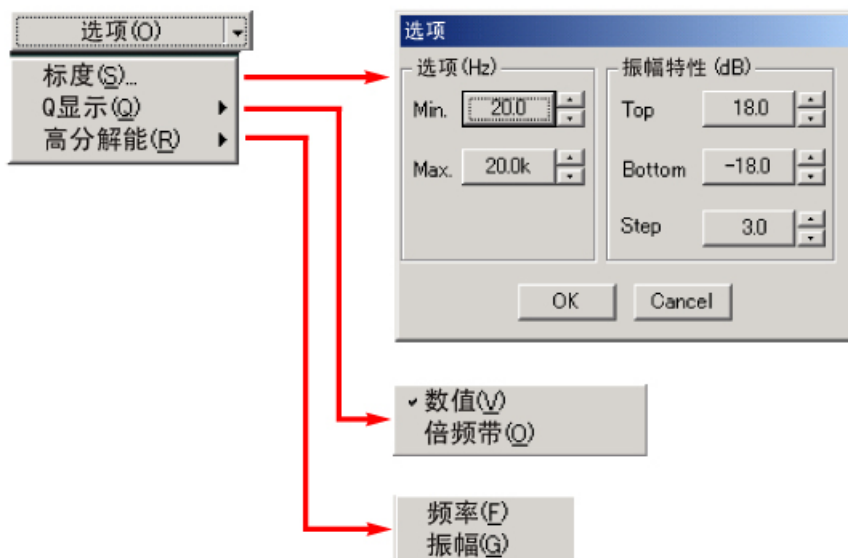 选项(O)
标度(S)...
Q显示(Q)
高分解能(R)
选项
选项(Hz)
Min. 20.0
Max. 20.0k
振幅特性 (dB)
Top 18.0
Bottom -18.0
Step 3.0
OK Cancel
数值(V)
倍频带(O)
频率(F)
振幅(G)